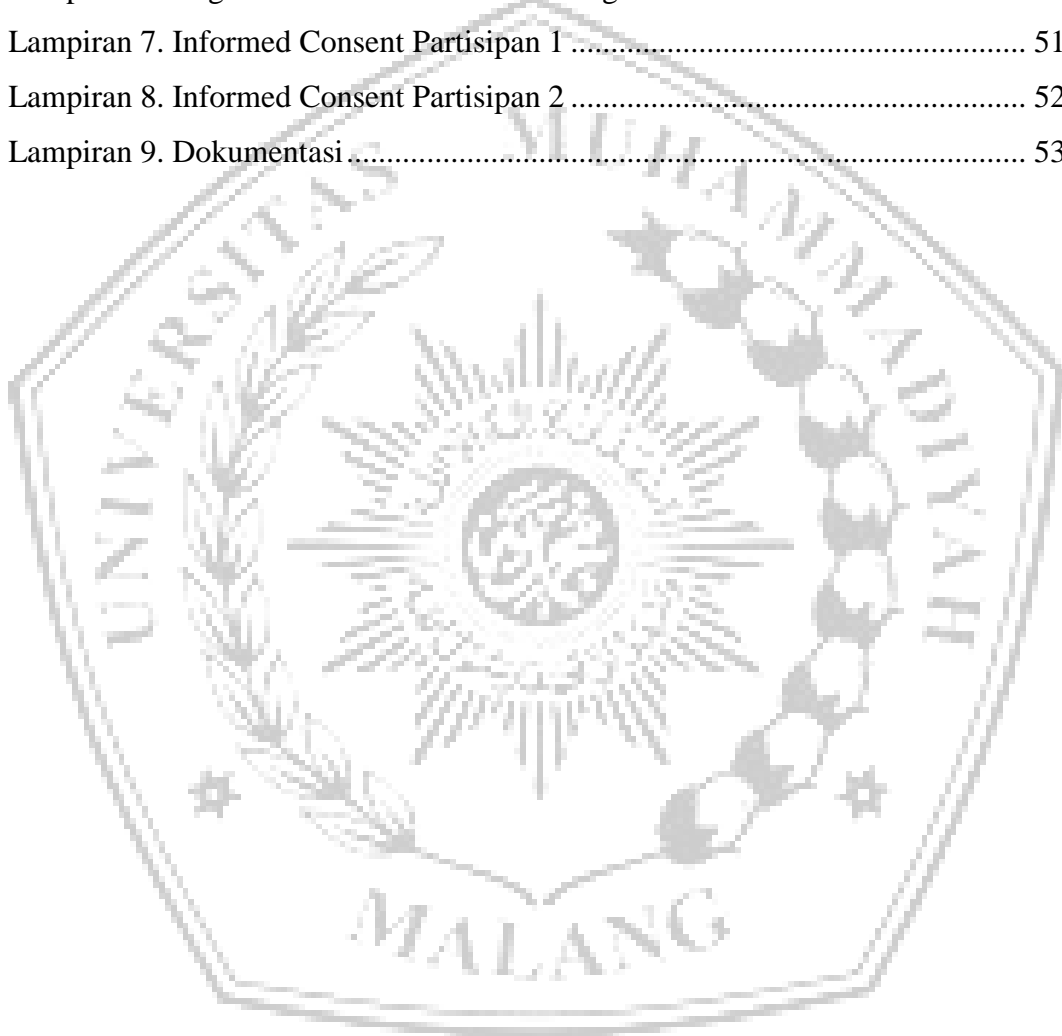 Lampiran 7. Informed Consent Partisipan 1 ........................................................ 51
Lampiran 8. Informed Consent Partisipan 2 ........................................................ 52
Lampiran 9. Dokumentasi.................................................................................... 53
UNIVERSITAS MUHAMMADIYAH
MALANG